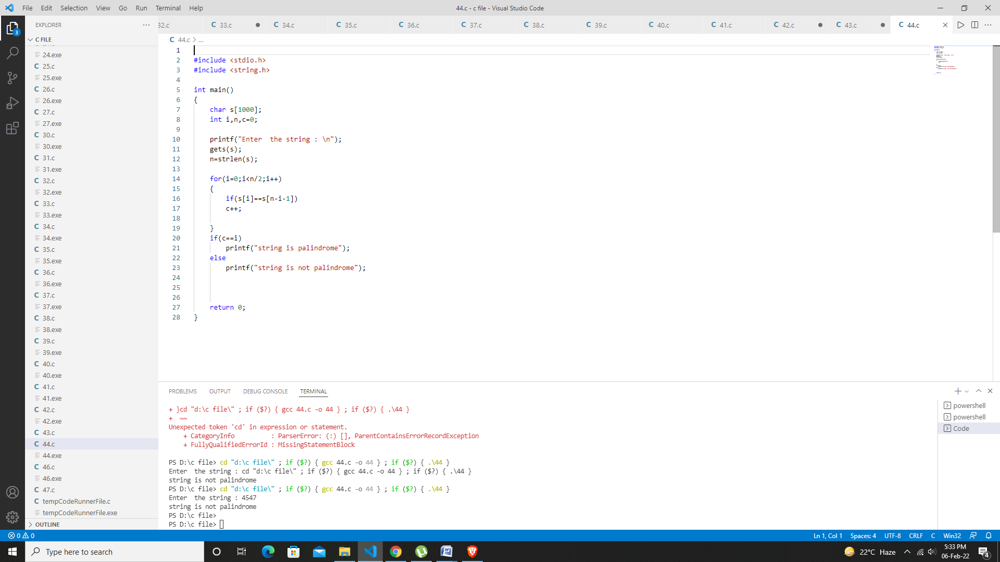 File Edit Selection View Go Run Terminal Help
44.c - c file - Visual Studio Code
EXPLORER
32.c 33.c 34.c 35.c 36.c 37.c 38.c 39.c 40.c 41.c 42.c 43.c 44.c
3
C FILE
44.c > ...
24.exe
25.c
25.exe
26.c
26.exe
27.c
27.exe
30.c
30.exe
31.c
31.exe
32.c
32.exe
33.c
33.exe
34.c
34.exe
35.c
35.exe
36.c
36.exe
37.c
37.exe
38.c
38.exe
39.c
39.exe
40.c
40.exe
41.c
41.exe
42.c
42.exe
43.c
44.c
44.exe
46.c
46.exe
47.c
tempCodeRunnerFile.c
tempCodeRunnerFile.exe
OUTLINE
1
2 #include <stdio.h>
3 #include <string.h>
4
5 int main()
6 {
7 char s[1000];
8 int i,n,c=0;
9
10 printf("Enter  the string : \n");
11 gets(s);
12 n=strlen(s);
13
14 for(i=0;i<n/2;i++)
15 {
16 if(s[i]==s[n-i-1])
17 c++;
18
19 }
20 if(c==i)
21 printf("string is palindrome");
22 else
23 printf("string is not palindrome");
24
25
26
27 return 0;
28 }
PROBLEMS OUTPUT DEBUG CONSOLE TERMINAL
+ }cd "d:\c file\" ; if ($?) { gcc 44.c -o 44 } ; if ($?) { .\44 }
+  ~~
Unexpected token 'cd' in expression or statement.
+ CategoryInfo          : ParserError: (:) [], ParentContainsErrorRecordException
+ FullyQualifiedErrorId : MissingStatementBlock
PS D:\c file> cd "d:\c file\" ; if ($?) { gcc 44.c -o 44 } ; if ($?) { .\44 }
Enter  the string : cd "d:\c file\" ; if ($?) { gcc 44.c -o 44 } ; if ($?) { .\44 }
string is not palindrome
PS D:\c file> cd "d:\c file\" ; if ($?) { gcc 44.c -o 44 } ; if ($?) { .\44 }
Enter  the string : 4547
string is not palindrome
PS D:\c file>
PS D:\c file>
powershell
powershell
Code
0 0
Ln 1, Col 1 Spaces: 4 UTF-8 CRLF C Win32
Type here to search
22°C Haze
5:33 PM
06-Feb-22
4